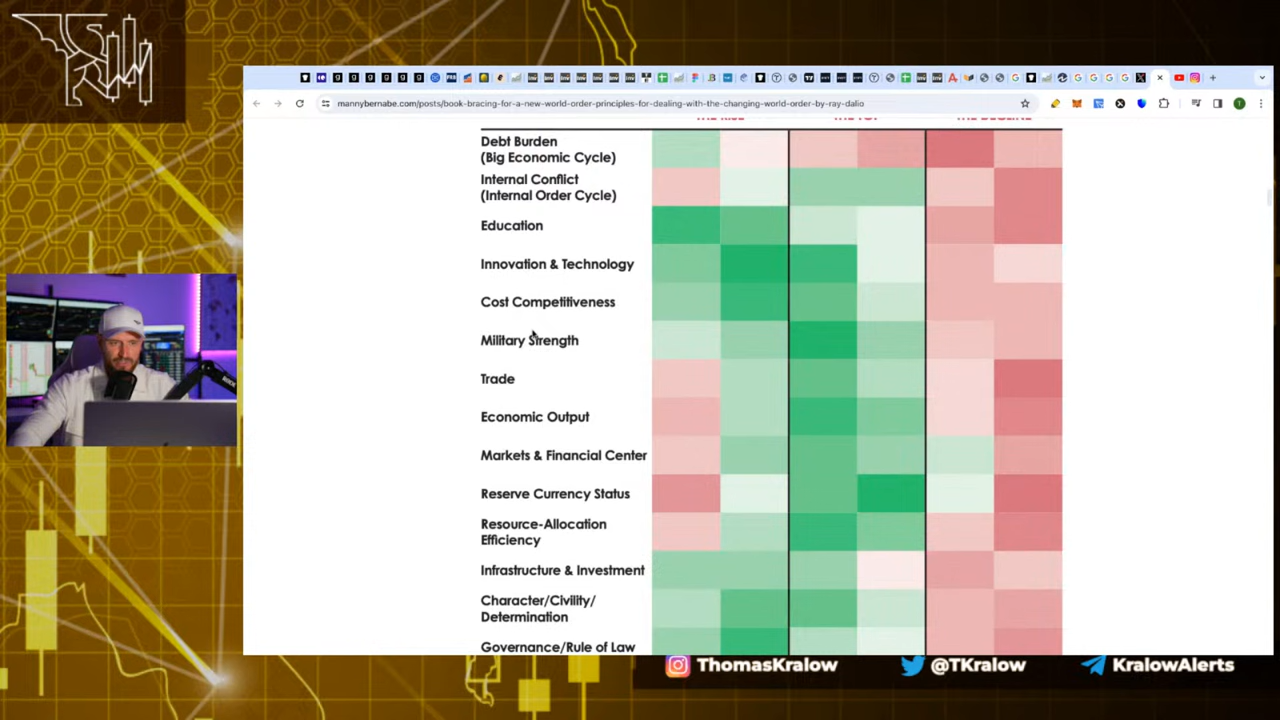 mannybernabe.com/posts/book-bracing-for-a-new-world-order-principles-for-dealing-with-the-changing-world-order-by-ray-dalio
Debt Burden
(Big Economic Cycle)
Internal Conflict
(Internal Order Cycle)
Education
Innovation & Technology
Cost Competitiveness
Military Strength
Trade
Economic Output
Markets & Financial Center
Reserve Currency Status
Resource-Allocation
Efficiency
Infrastructure & Investment
Character/Civility/
Determination
Governance/Rule of Law
ThomasKralow
@TKralow
KralowAlerts